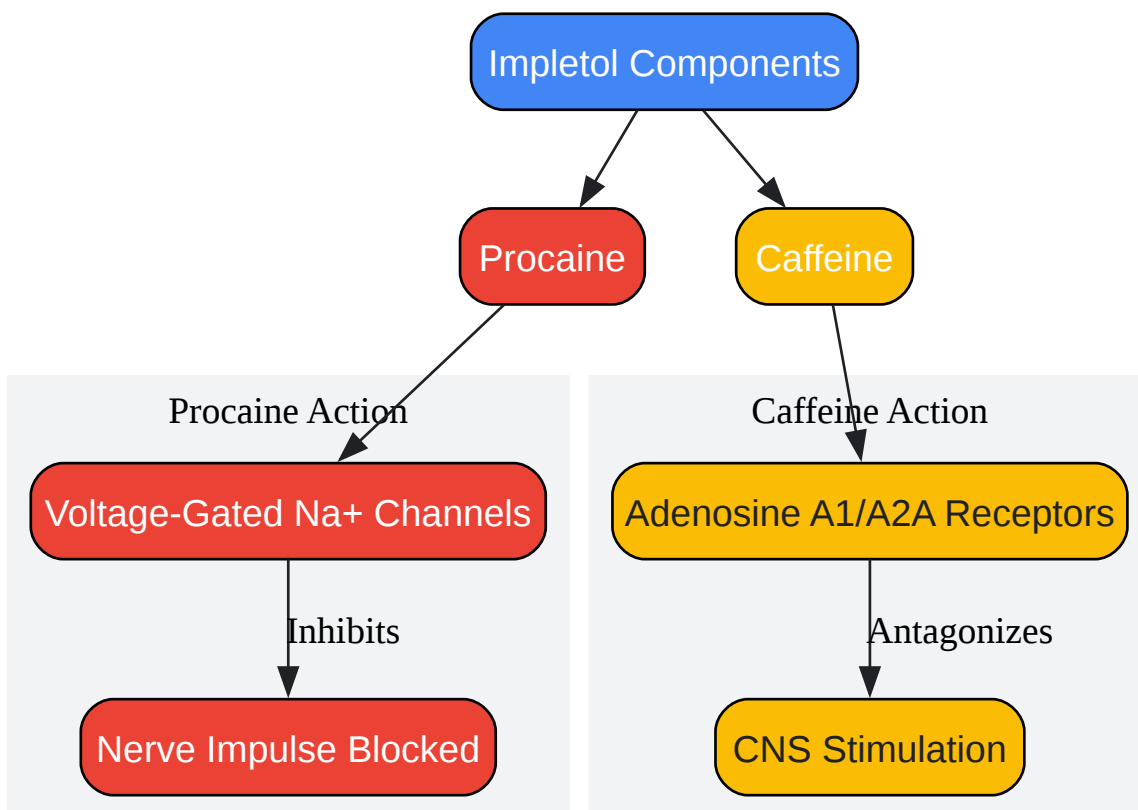 Impletol Components
Procaine
Caffeine
Procaine Action
Caffeine Action
Voltage-Gated Na+ Channels
Adenosine A1/A2A Receptors
Inhibits
Antagonizes
Nerve Impulse Blocked
CNS Stimulation